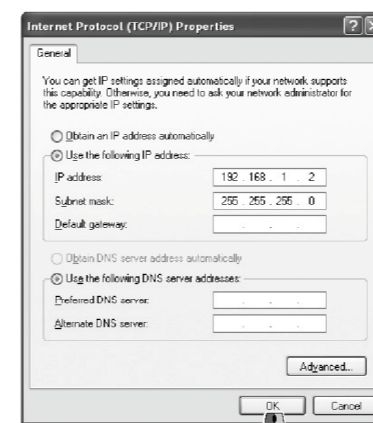 Internet Protocol (TCP/IP) Properties
General
You can get IP settings assigned automatically if your network supports
this capability. Otherwise, you need to ask your network administrator for
the appropriate IP settings.
Obtain an IP address automatically
Use the following IP address:
IP address: 192 . 168 . 1 . 2
Subnet mask: 255 . 255 . 255 . 0
Default gateway: . . .
Obtain DNS server address automatically
Use the following DNS server addresses:
Preferred DNS server: . . .
Alternate DNS server: . . .
Advanced...
OK Cancel